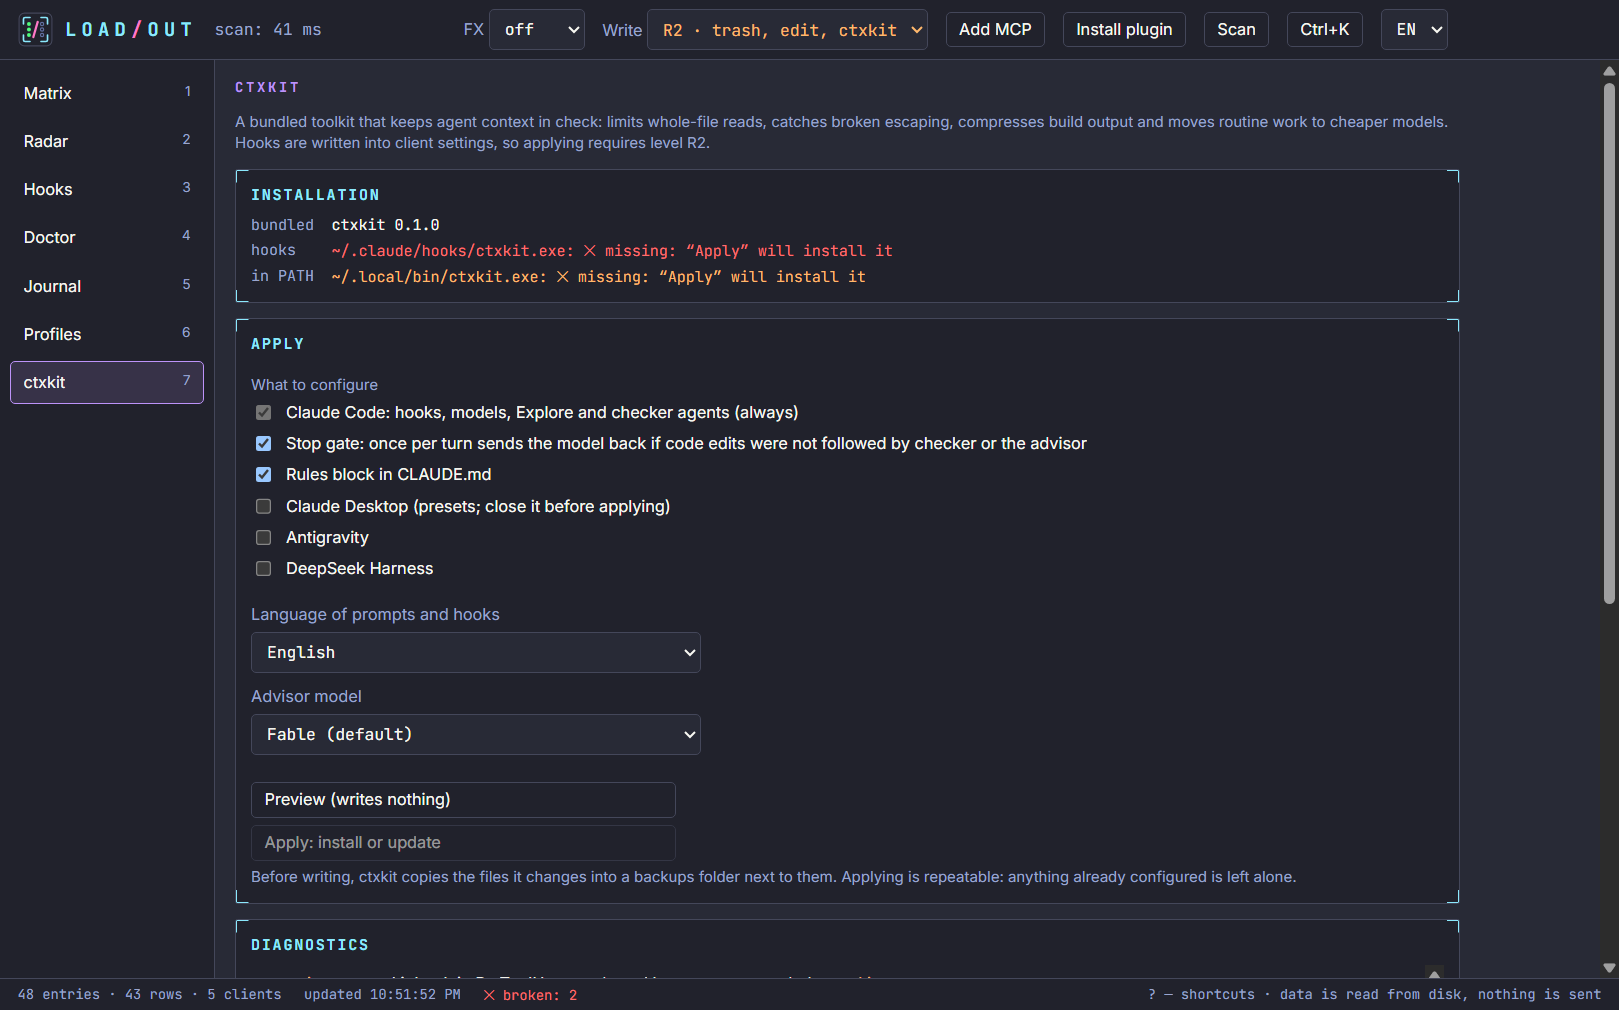 LOAD/OUT scan: 41 ms FX off Write R2 · trash, edit, ctxkit Add MCP Install plugin Scan Ctrl+K EN
Matrix 1
Radar 2
Hooks 3
Doctor 4
Journal 5
Profiles 6
ctxkit 7
CTXKIT
A bundled toolkit that keeps agent context in check: limits whole-file reads, catches broken escaping, compresses build output and moves routine work to cheaper models.
Hooks are written into client settings, so applying requires level R2.
INSTALLATION
bundled ctxkit 0.1.0
hooks ~/.claude/hooks/ctxkit.exe: ✕ missing: “Apply” will install it
in PATH ~/.local/bin/ctxkit.exe: ✕ missing: “Apply” will install it
APPLY
What to configure
Claude Code: hooks, models, Explore and checker agents (always)
Stop gate: once per turn sends the model back if code edits were not followed by checker or the advisor
Rules block in CLAUDE.md
Claude Desktop (presets; close it before applying)
Antigravity
DeepSeek Harness
Language of prompts and hooks
English
Advisor model
Fable (default)
Preview (writes nothing)
Apply: install or update
Before writing, ctxkit copies the files it changes into a backups folder next to them. Applying is repeatable: anything already configured is left alone.
DIAGNOSTICS
48 entries · 43 rows · 5 clients updated 10:51:52 PM ✕ broken: 2 ? — shortcuts · data is read from disk, nothing is sent